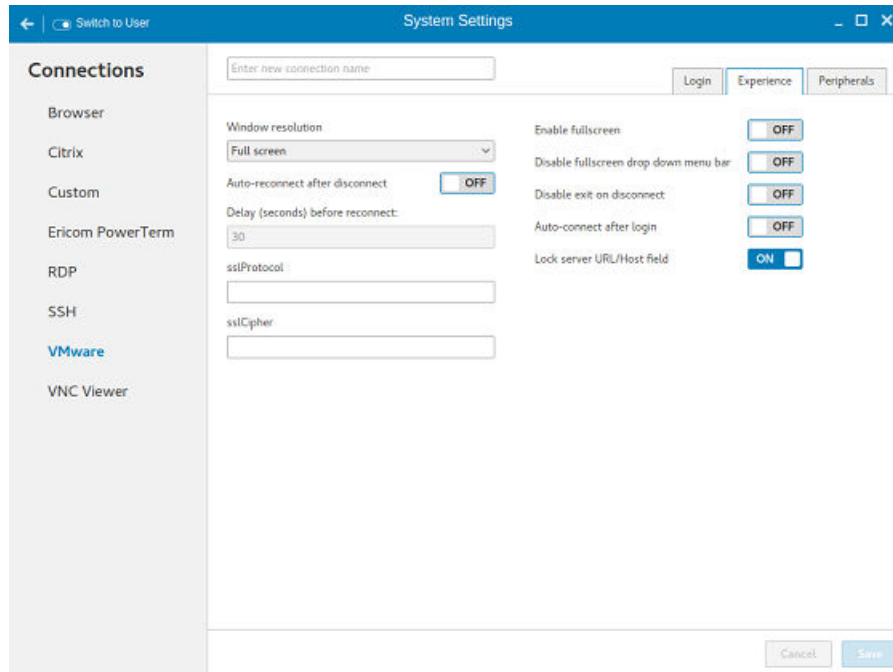 Switch to User
System Settings
Connections
Browser
Citrix
Custom
Ericom PowerTerm
RDP
SSH
VMware
VNC Viewer
Enter new connection name
Login
Experience
Peripherals
Window resolution
Full screen
Auto-reconnect after disconnect
OFF
Delay (seconds) before reconnect:
30
sslProtocol
sslCipher
Enable fullscreen
OFF
Disable fullscreen drop down menu bar
OFF
Disable exit on disconnect
OFF
Auto-connect after login
OFF
Lock server URL/Host field
ON
Cancel
Save